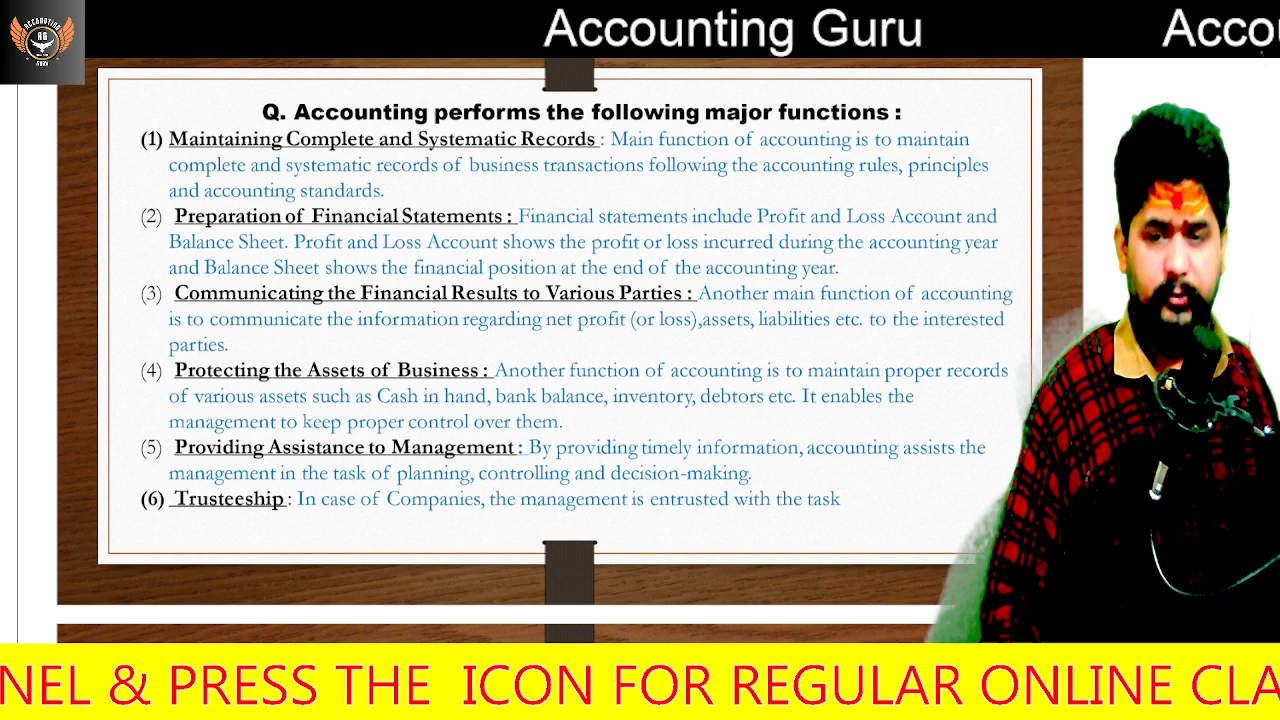 ACCOUNTING
AG
GURU
Accounting Guru
Acco
Q. Accounting performs the following major functions :
(1) Maintaining Complete and Systematic Records : Main function of accounting is to maintain
complete and systematic records of business transactions following the accounting rules, principles
and accounting standards.
(2) Preparation of Financial Statements : Financial statements include Profit and Loss Account and
Balance Sheet. Profit and Loss Account shows the profit or loss incurred during the accounting year
and Balance Sheet shows the financial position at the end of the accounting year.
(3) Communicating the Financial Results to Various Parties : Another main function of accounting
is to communicate the information regarding net profit (or loss),assets, liabilities etc. to the interested
parties.
(4) Protecting the Assets of Business : Another function of accounting is to maintain proper records
of various assets such as Cash in hand, bank balance, inventory, debtors etc. It enables the
management to keep proper control over them.
(5) Providing Assistance to Management : By providing timely information, accounting assists the
management in the task of planning, controlling and decision-making.
(6) Trusteeship : In case of Companies, the management is entrusted with the task
NEL & PRESS THE ICON FOR REGULAR ONLINE CLA